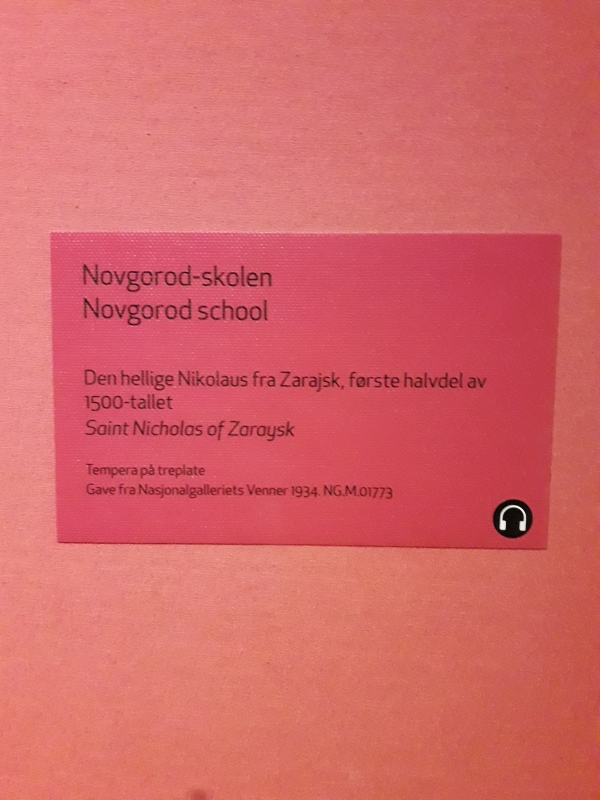 Novgorod-skolen
Novgorod school
Den hellige Nikolaus fra Zarajsk, første halvdel av
1500-tallet
Saint Nicholas of Zaraysk
Tempera på treplate
Gave fra Nasjonalgalleriets Venner 1934. NG.M.01773